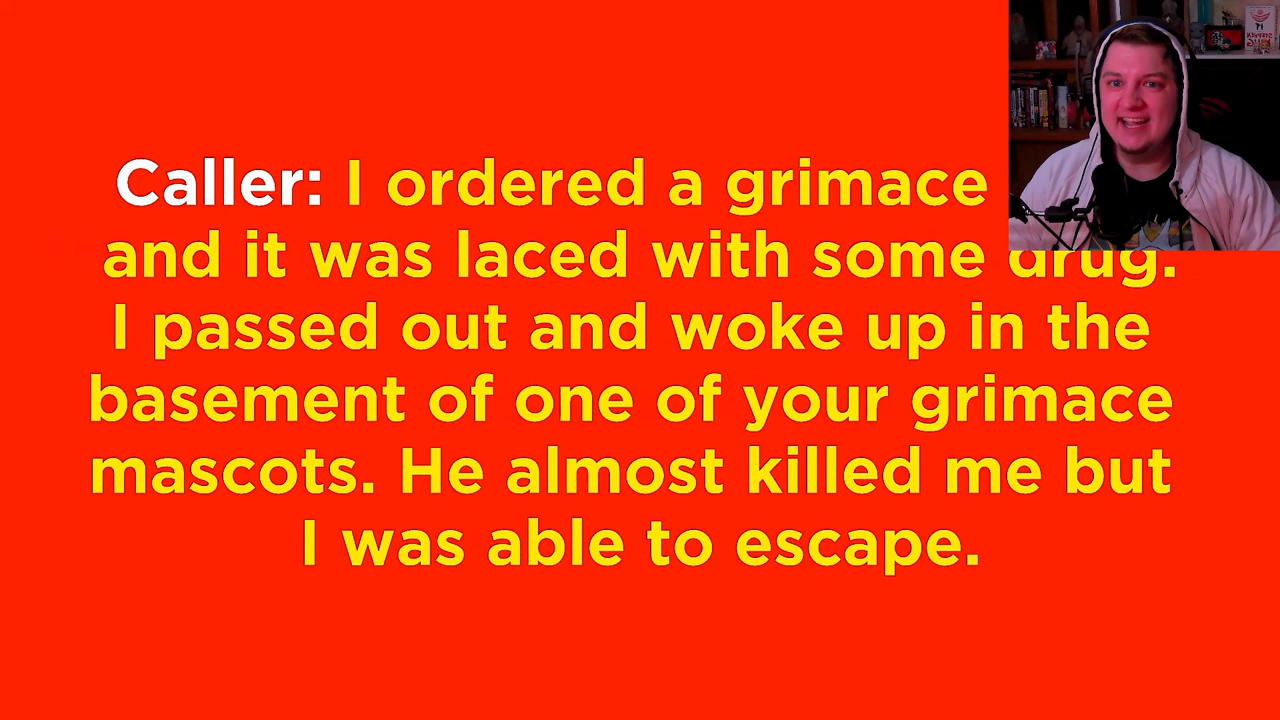 Caller: I ordered a grimace
and it was laced with some drug.
I passed out and woke up in the
basement of one of your grimace
mascots. He almost killed me but
I was able to escape.